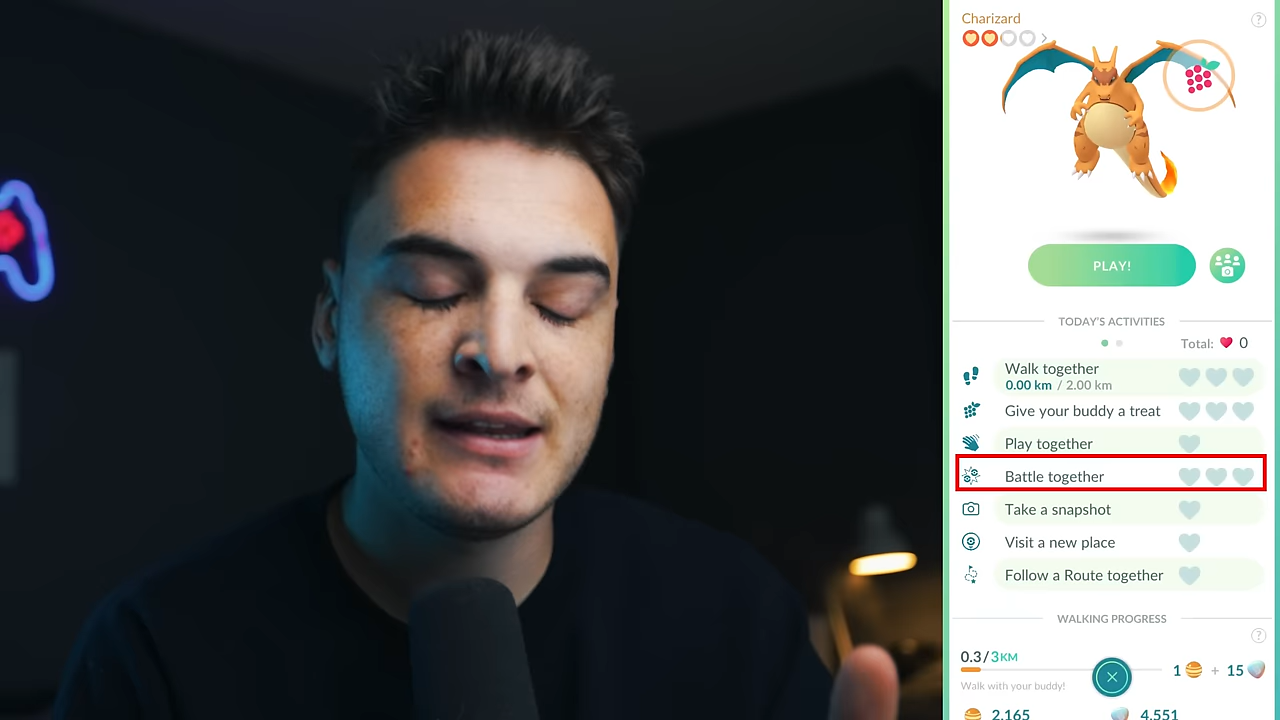 Charizard
?
PLAY!
TODAY'S ACTIVITIES
Total: 0
Walk together
0.00 km / 2.00 km
Give your buddy a treat
Play together
Battle together
Take a snapshot
Visit a new place
Follow a Route together
WALKING PROGRESS
?
0.3/3KM
1 + 15
Walk with your buddy!
2,165 4,551